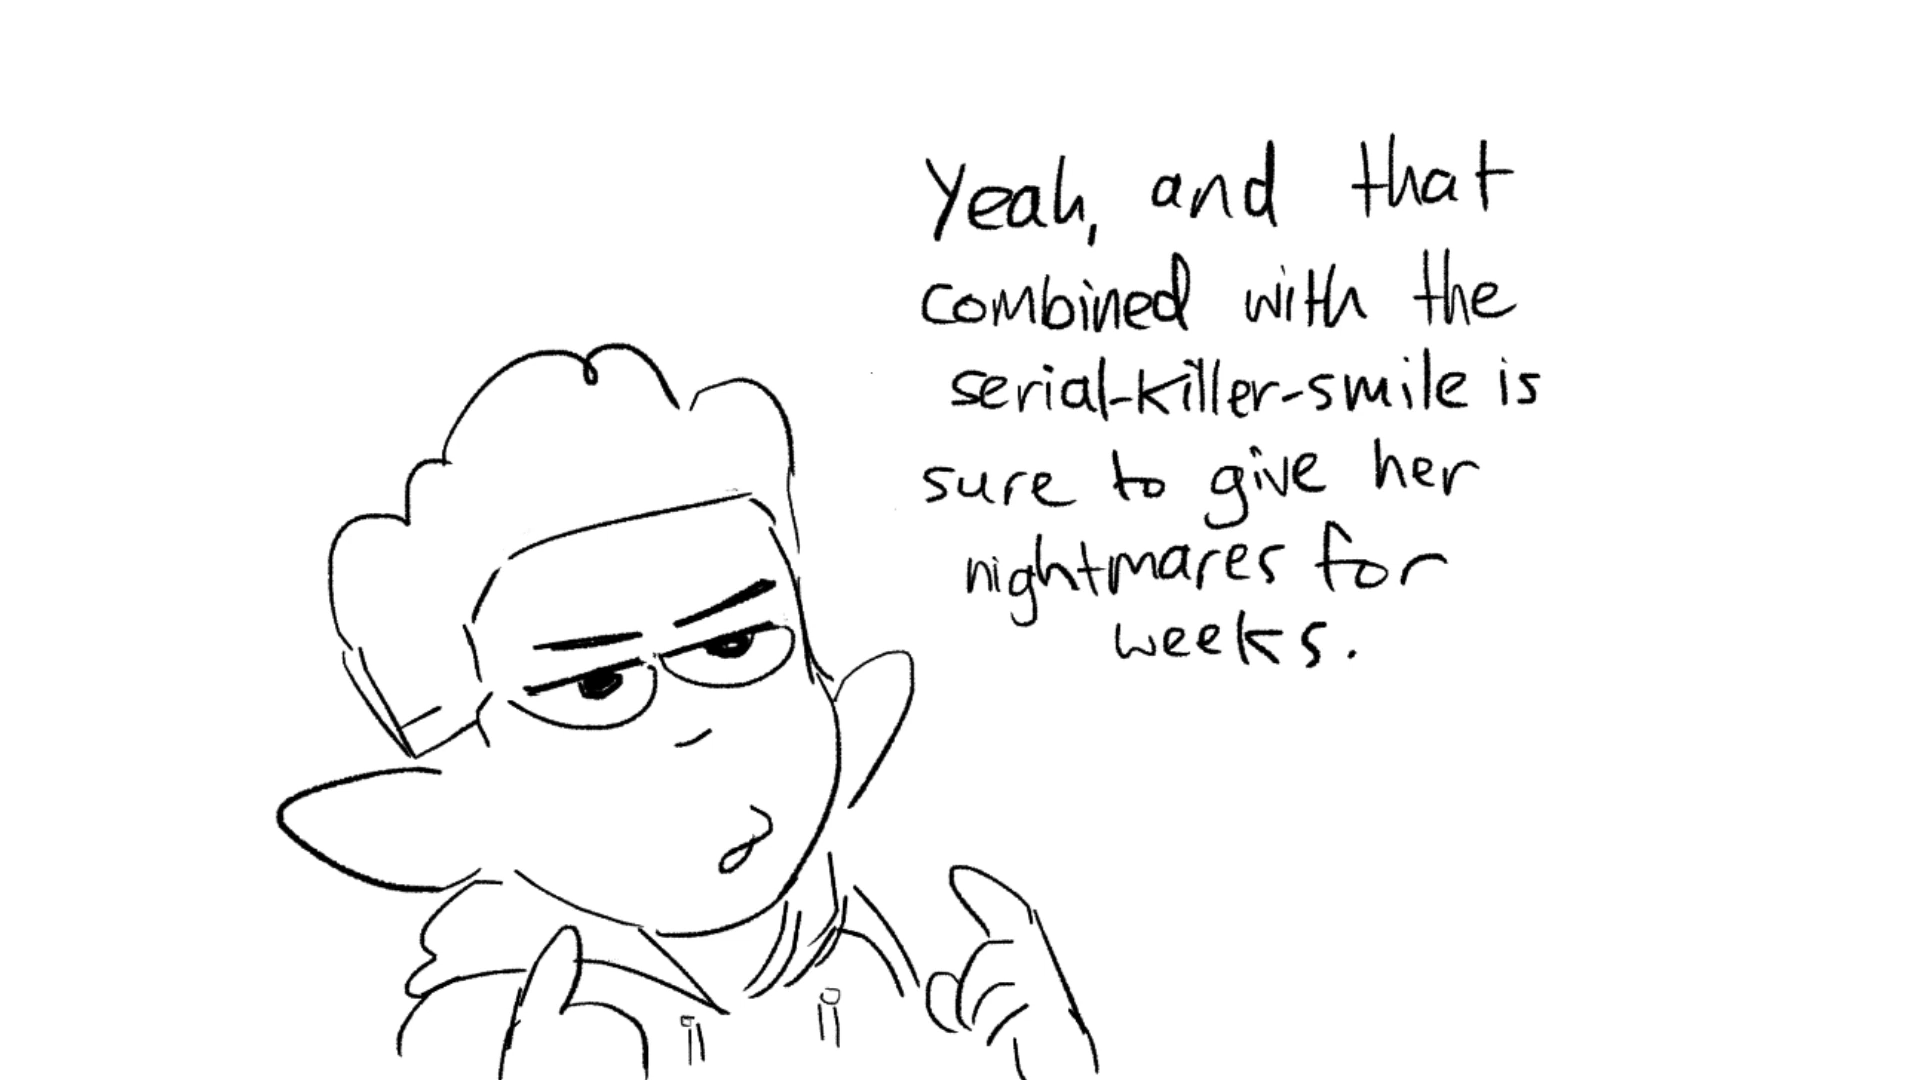 Yeah, and that
combined with the
serial-killer-smile is
sure to give her
nightmares for
weeks.